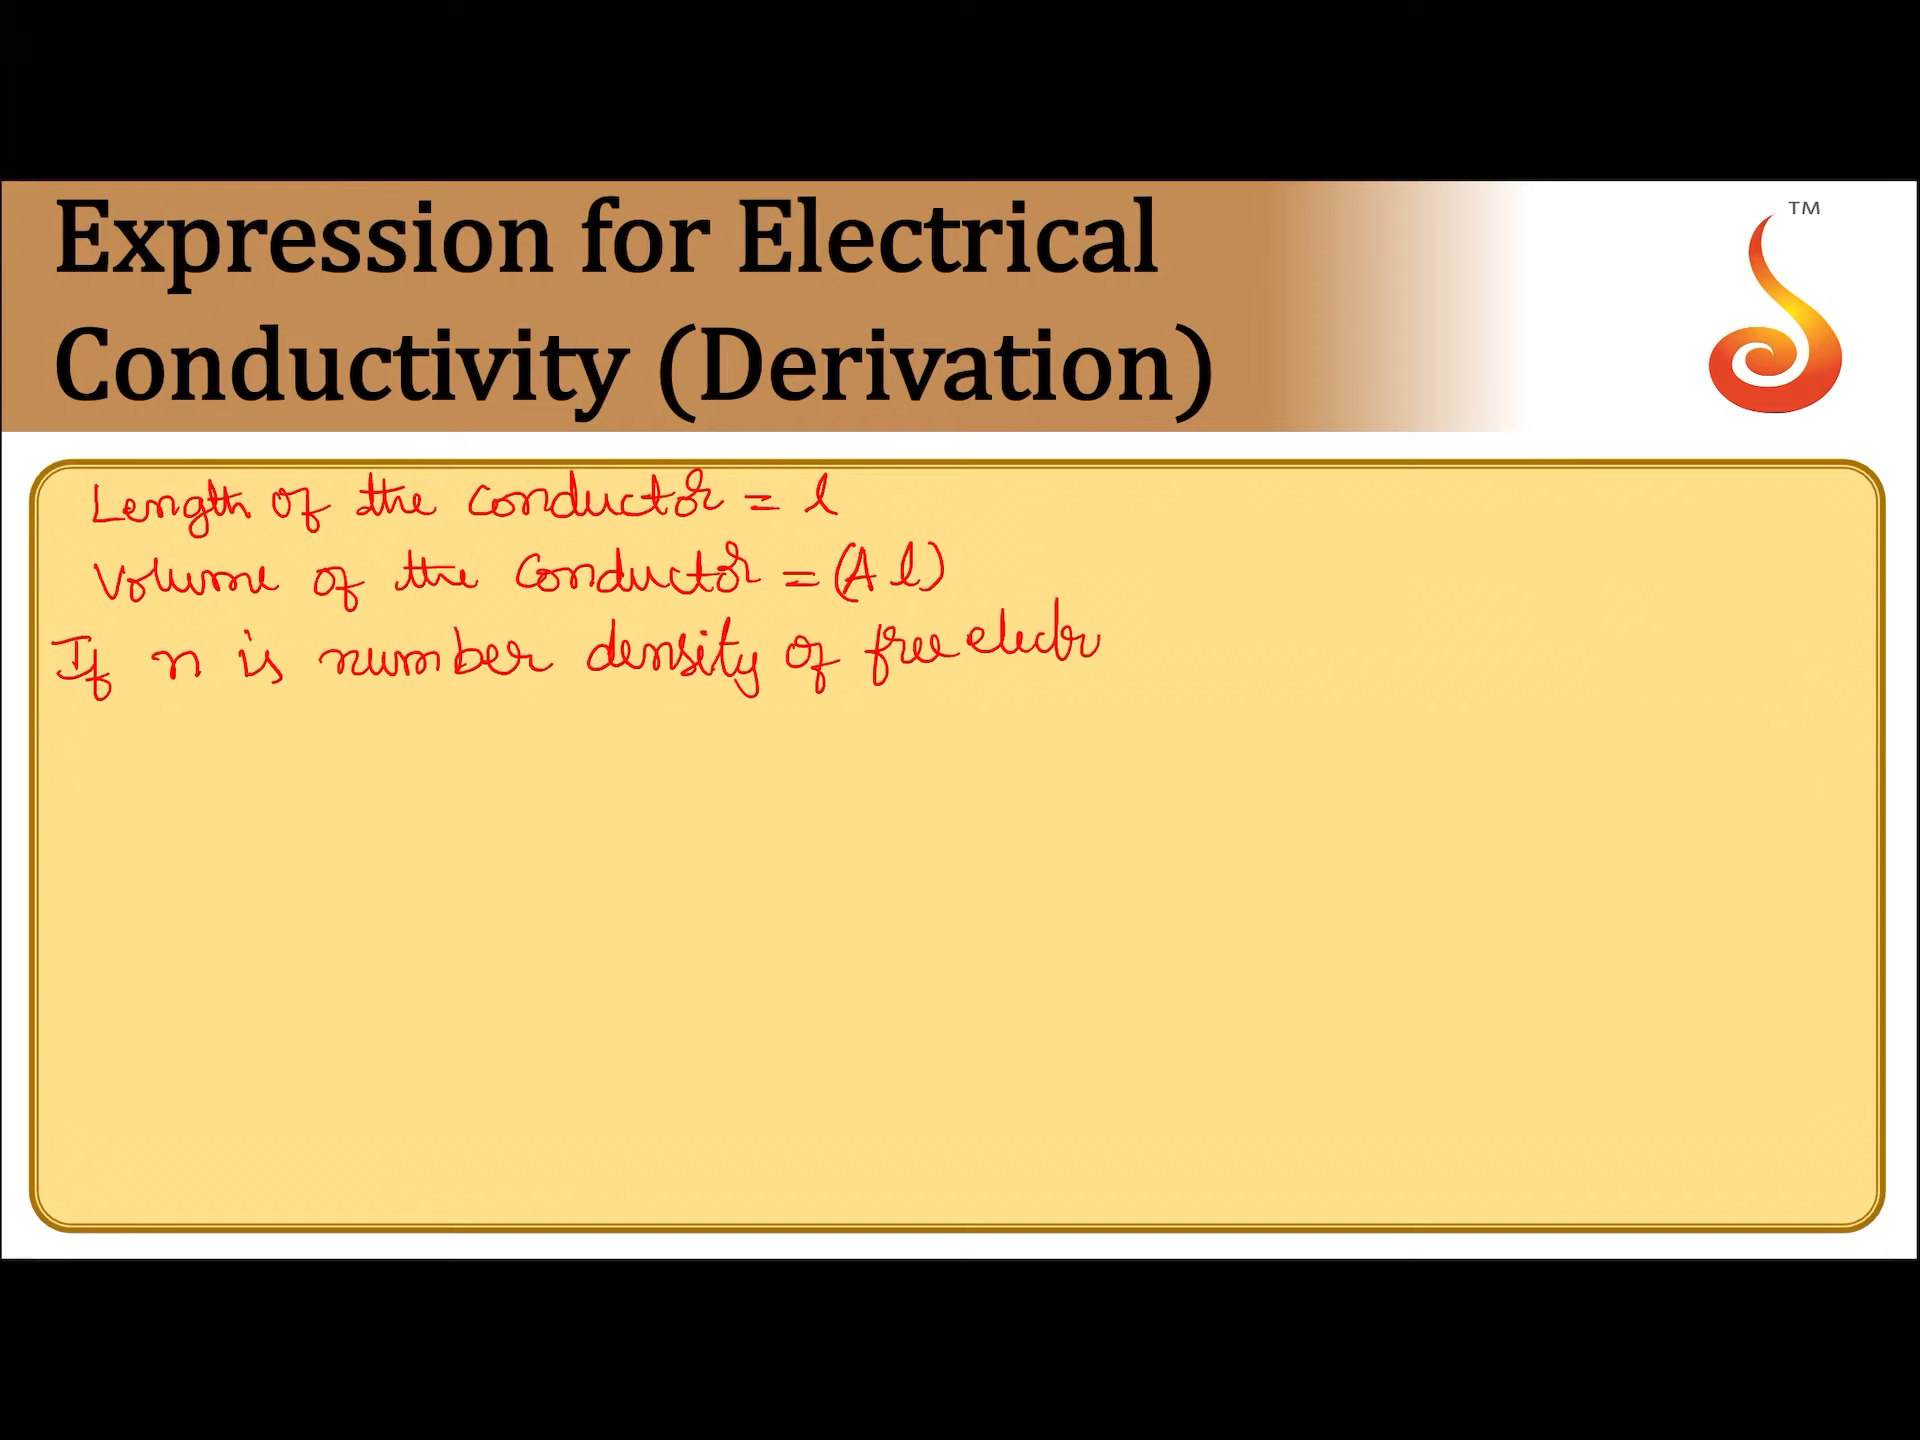 Expression for Electrical
Conductivity (Derivation)
TM
Length of the conductor = l
Volume of the conductor = (A l)
If n is number density of free electr